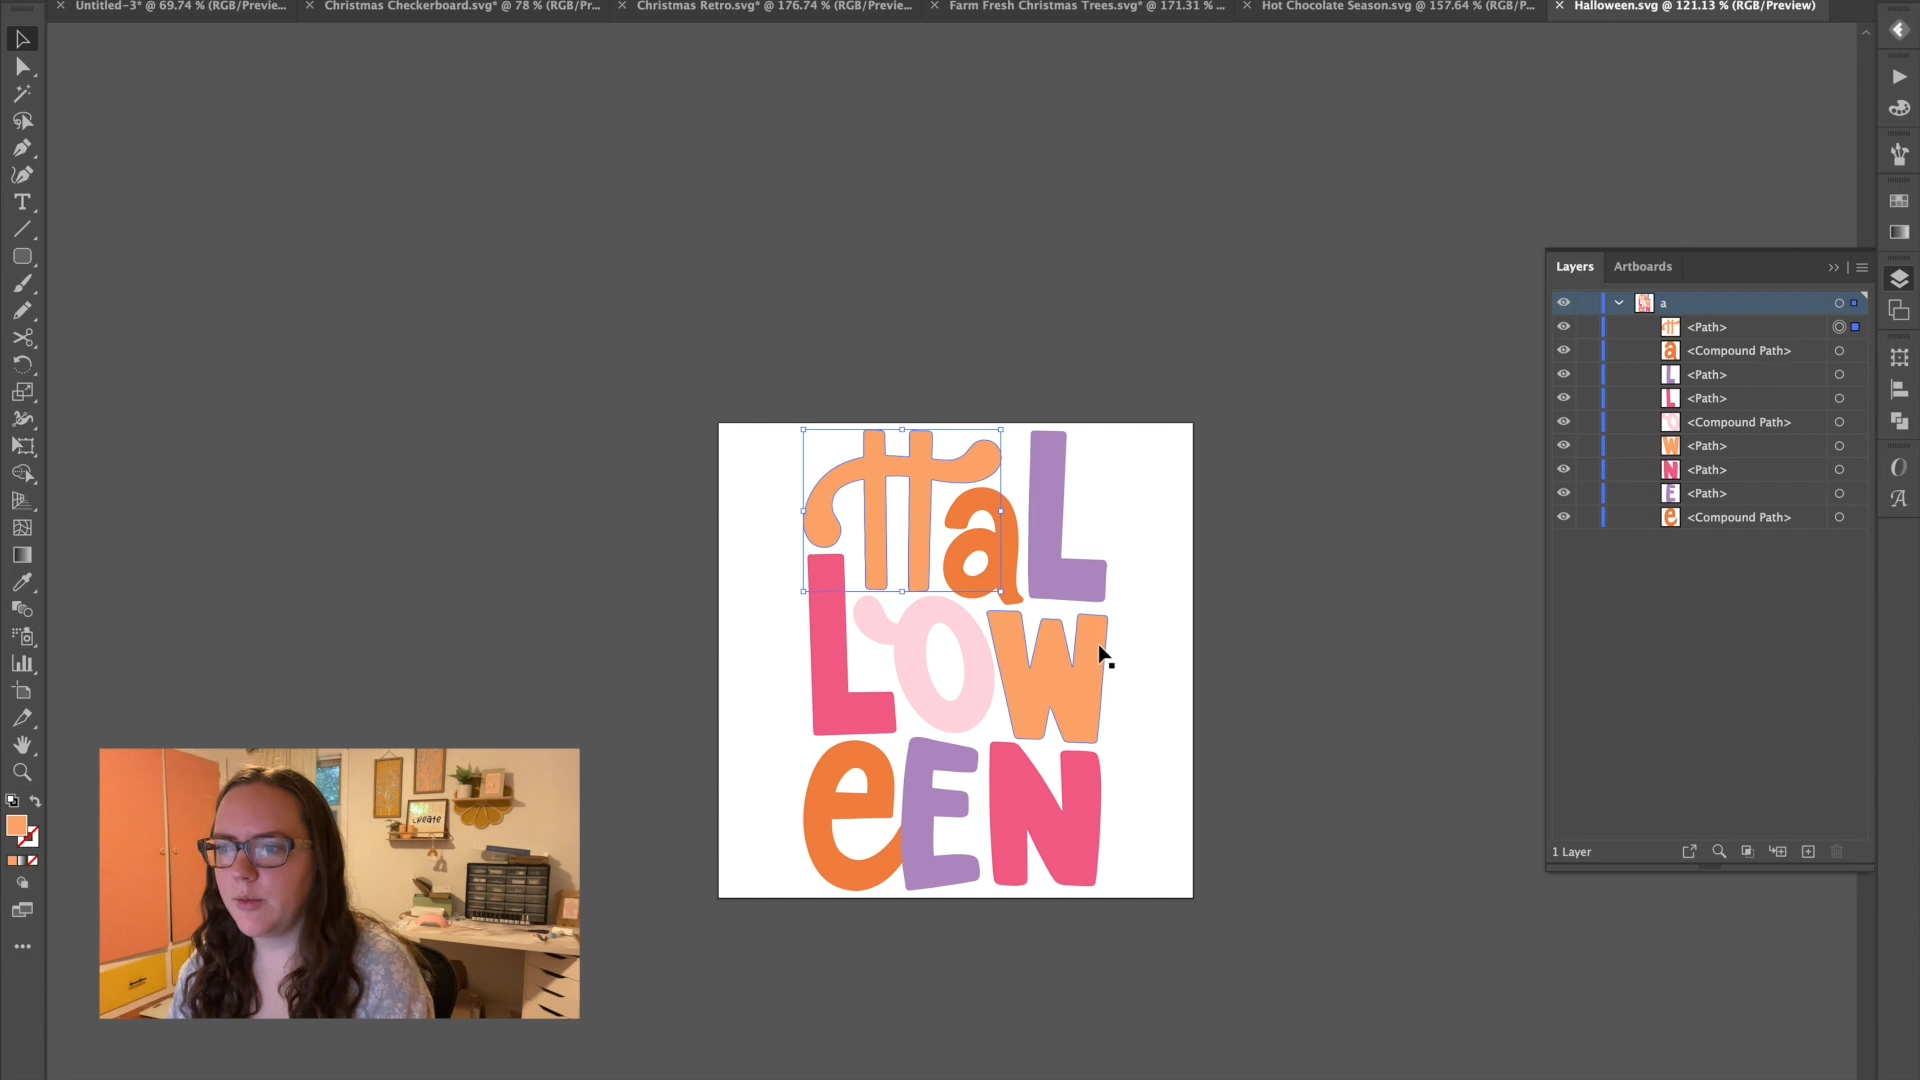 Untitled-3* @ 69.74 % (RGB/Previe...
Christmas Checkerboard.svg* @ 78 % (RGB/Pr...
Christmas Retro.svg* @ 176.74 % (RGB/Previe...
Farm Fresh Christmas Trees.svg* @ 171.31 % ...
Hot Chocolate Season.svg @ 157.64 % (RGB/P...
Halloween.svg @ 121.13 % (RGB/Preview)
Layers
Artboards
a
<Path>
<Compound Path>
<Path>
<Path>
<Compound Path>
<Path>
<Path>
<Path>
<Compound Path>
1 Layer
HaL
LOW
eEN
create